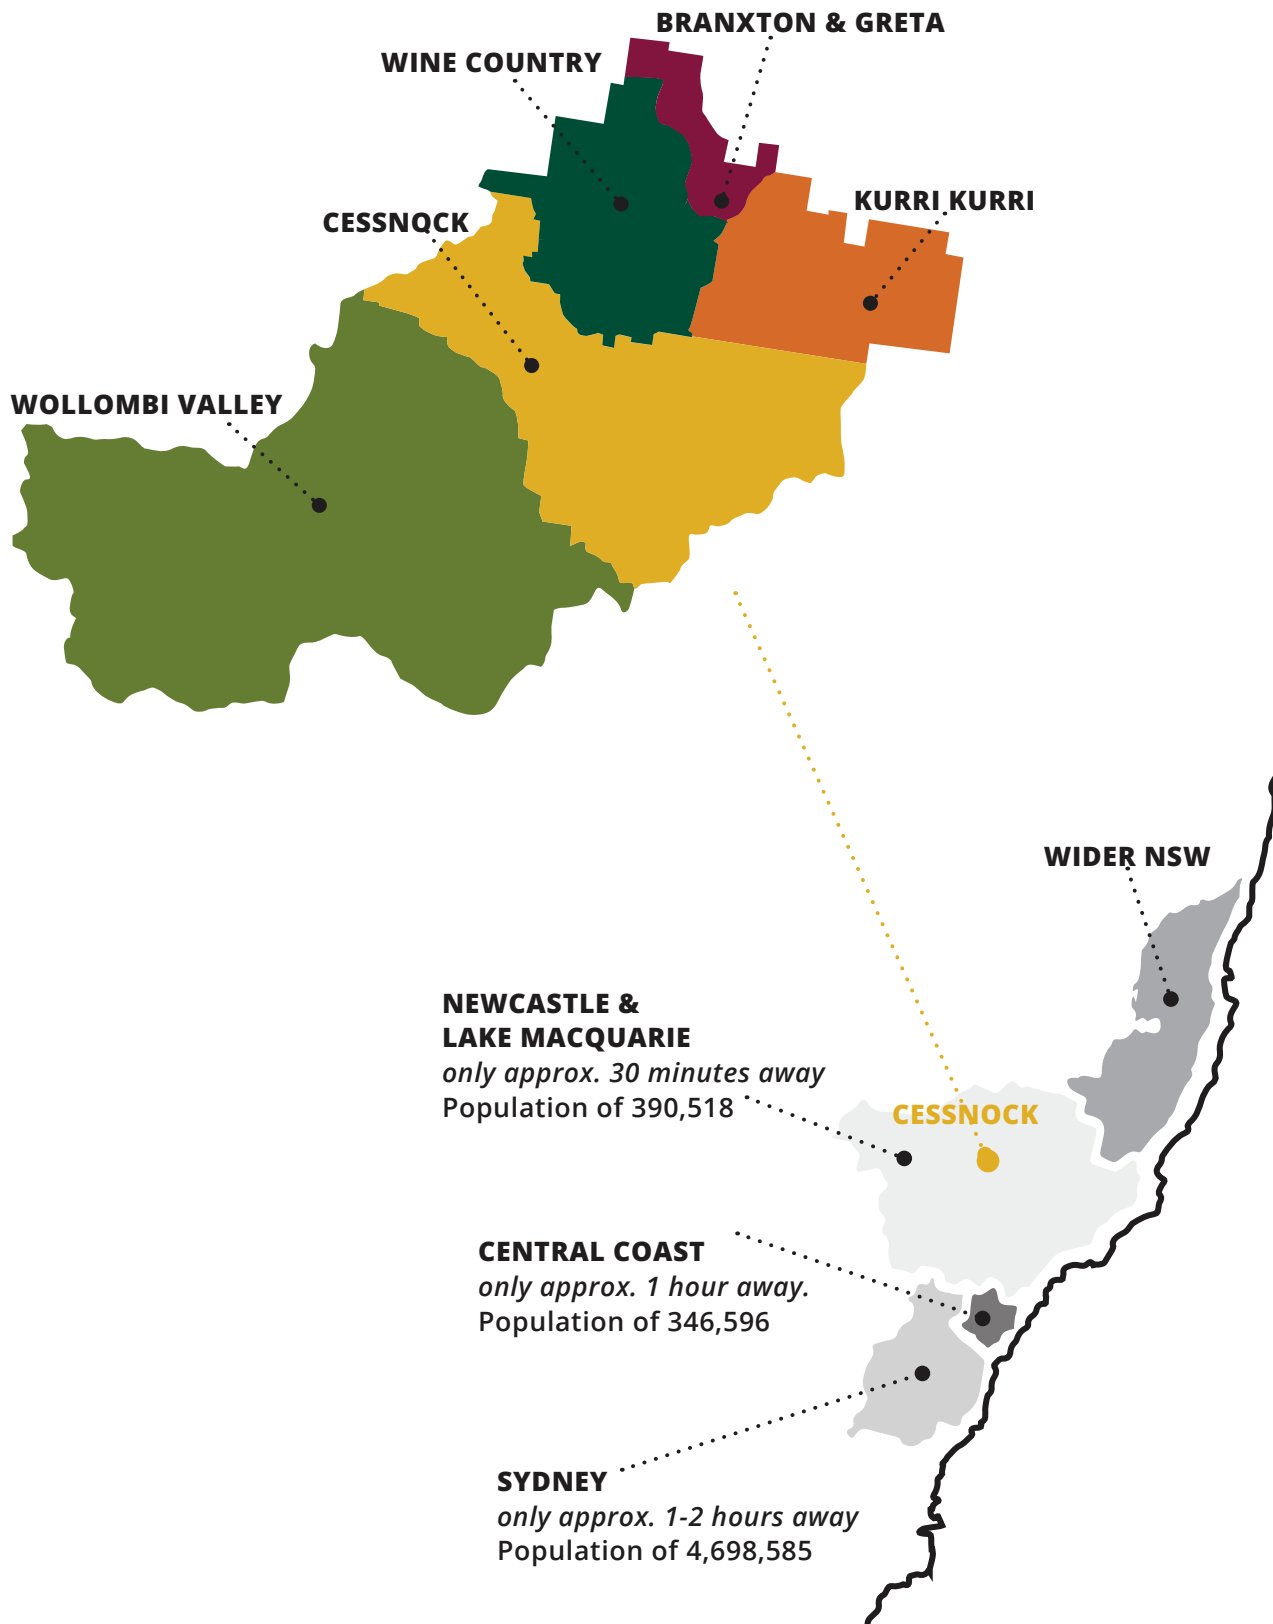 BRANXTON & GRETA
WINE COUNTRY
KURRI KURRI
CESSNOCK
WOLLOMBI VALLEY
WIDER NSW
NEWCASTLE &
LAKE MACQUARIE
only approx. 30 minutes away
Population of 390,518
CESSNOCK
CENTRAL COAST
only approx. 1 hour away.
Population of 346,596
SYDNEY
only approx. 1-2 hours away
Population of 4,698,585